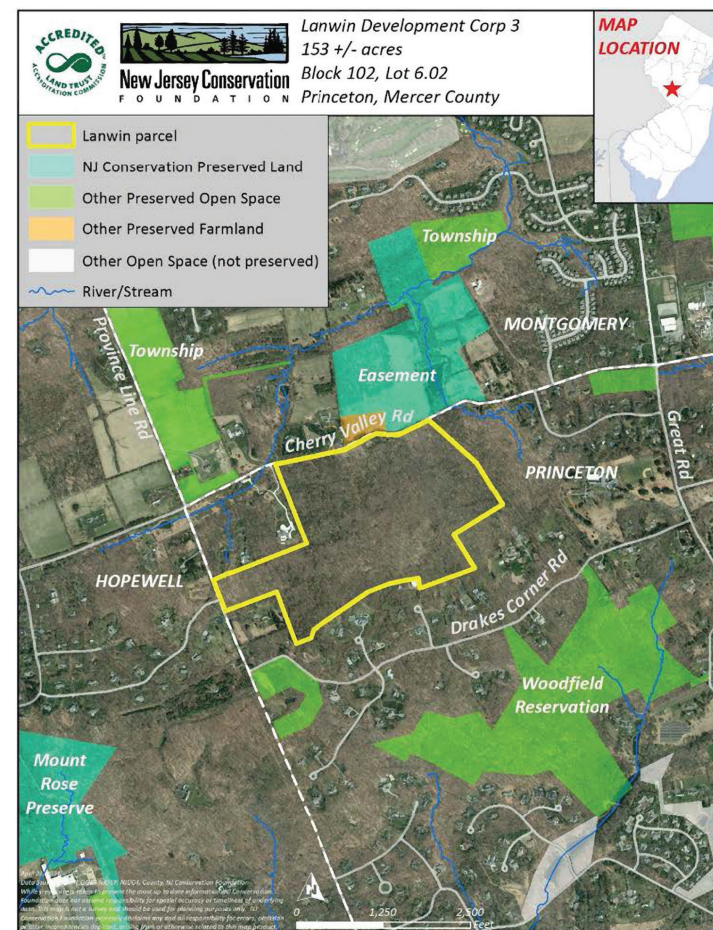 ACCREDITED
LAND TRUST
ACCREDITATION COMMISSION
New Jersey Conservation
FOUNDATION
Lanwin Development Corp 3
153 +/- acres
Block 102, Lot 6.02
Princeton, Mercer County
MAP
LOCATION
Lanwin parcel
NJ Conservation Preserved Land
Other Preserved Open Space
Other Preserved Farmland
Other Open Space (not preserved)
River/Stream
Township
MONTGOMERY
Province Line Rd
Township
Easement
Cherry Valley Rd
Great Rd
PRINCETON
HOPEWELL
Drakes Corner Rd
Woodfield
Reservation
Mount
Rose
Preserve
N
0 1,250 2,500
Feet